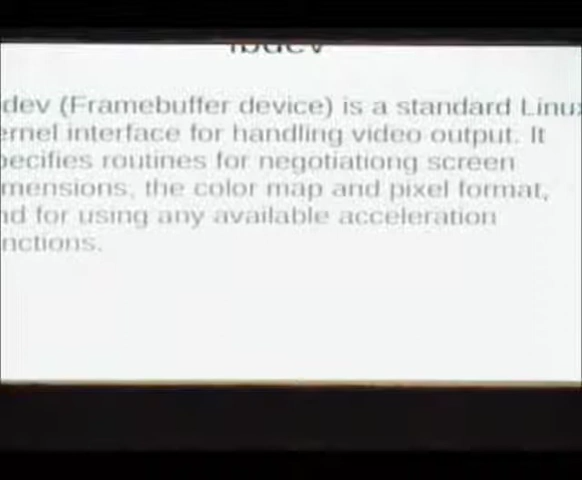 fbdev
dev (Framebuffer device) is a standard Linux
ernel interface for handling video output. It
pecifies routines for negotiationg screen
mensions, the color map and pixel format,
nd for using any available acceleration
nctions.